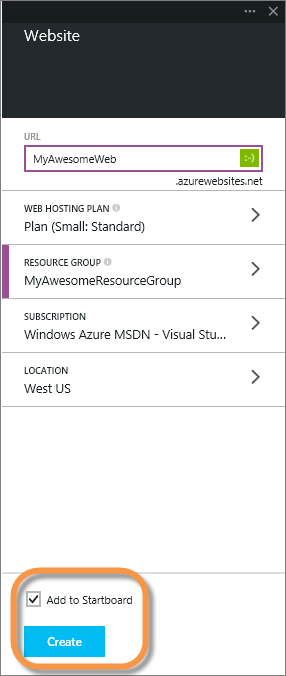 Website
URL
MyAwesomeWeb :-)
.azurewebsites.net
WEB HOSTING PLAN
Plan (Small: Standard)
RESOURCE GROUP
MyAwesomeResourceGroup
SUBSCRIPTION
Windows Azure MSDN - Visual Stu...
LOCATION
West US
Add to Startboard
Create